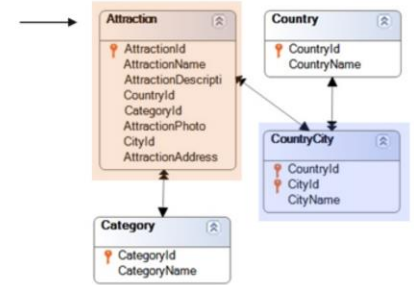 Attraction
AttractionId
AttractionName
AttractionDescripti
CountryId
CategoryId
AttractionPhoto
CityId
AttractionAddress
Country
CountryId
CountryName
CountryCity
CountryId
CityId
CityName
Category
CategoryId
CategoryName